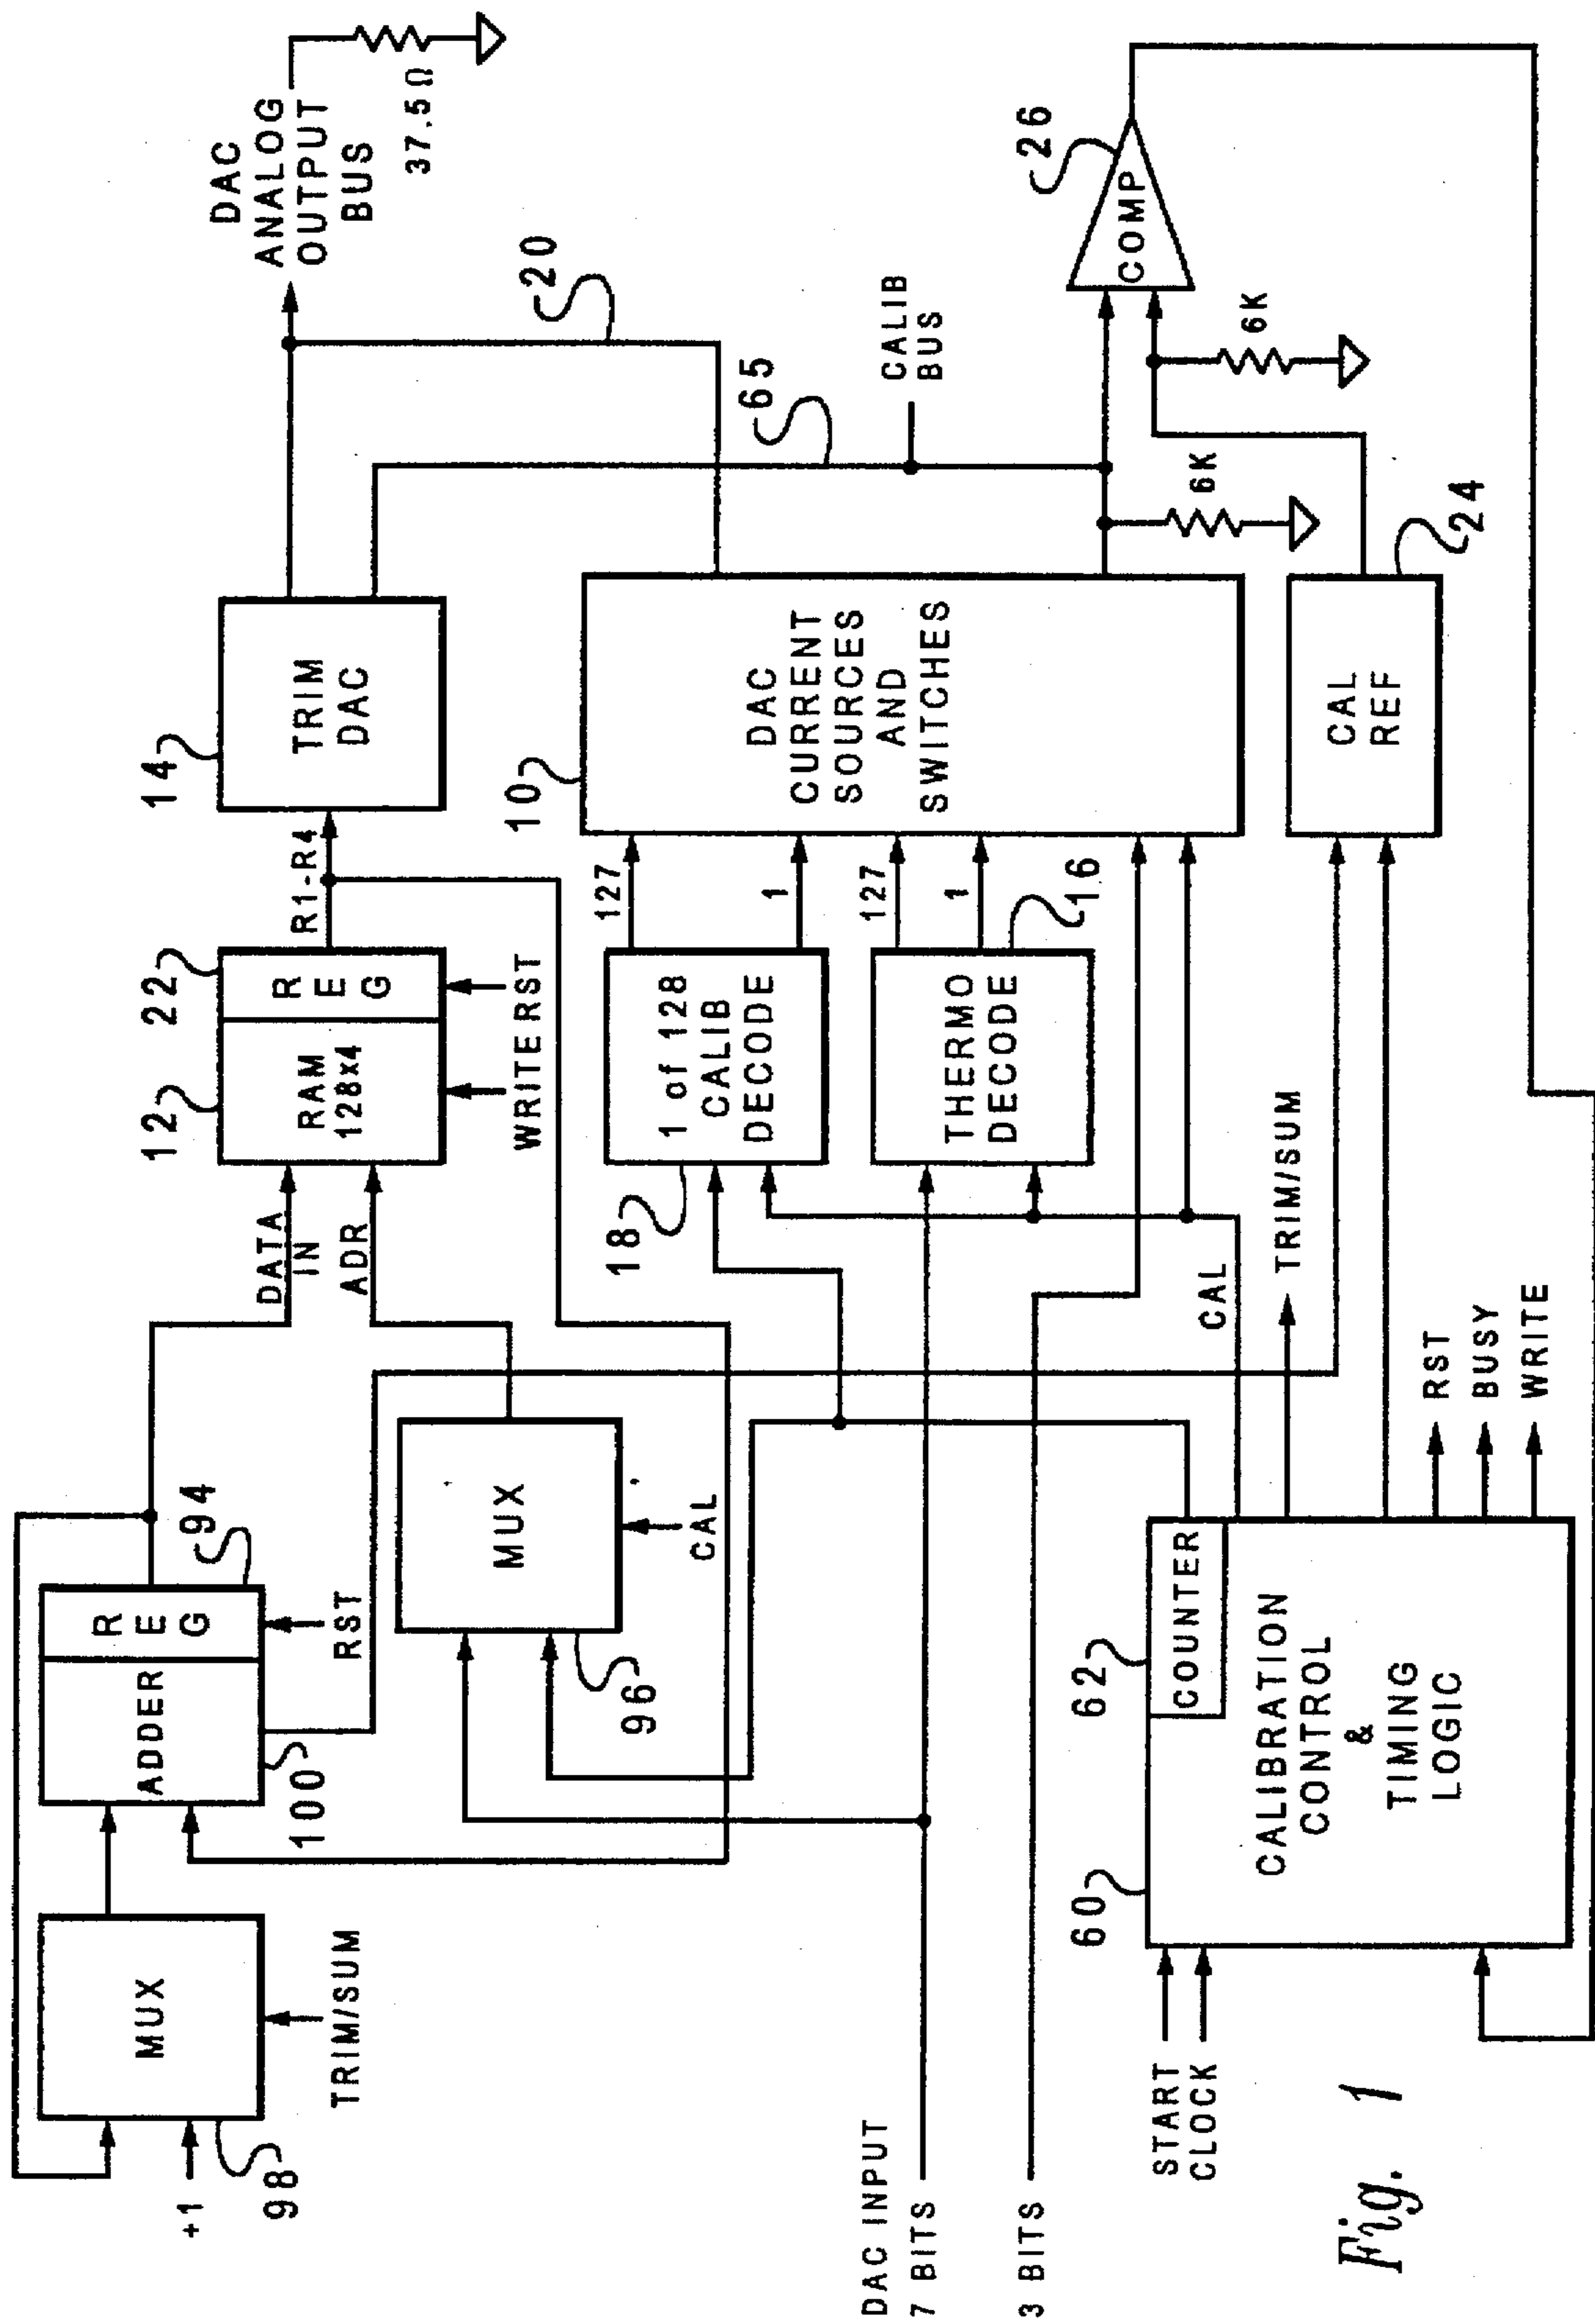 +1
98
MUX
TRIM/SUM
100
ADDER
R
E
G
94
RST
DATA
IN
ADR
12
RAM
128x4
22
R
E
G
WRITE
RST
R1-R4
14
TRIM
DAC
DAC
ANALOG
OUTPUT
BUS
37.5Ω
20
96
MUX
CAL
18
1 of 128
CALIB
DECODE
127
1
THERMO
DECODE
16
127
1
10
DAC
CURRENT
SOURCES
AND
SWITCHES
65
CALIB
BUS
6K
26
COMP
6K
DAC INPUT
7 BITS
3 BITS
START
CLOCK
60
62
COUNTER
CALIBRATION
CONTROL
&
TIMING
LOGIC
CAL
TRIM/SUM
RST
BUSY
WRITE
CAL
REF
24
Fig. 1